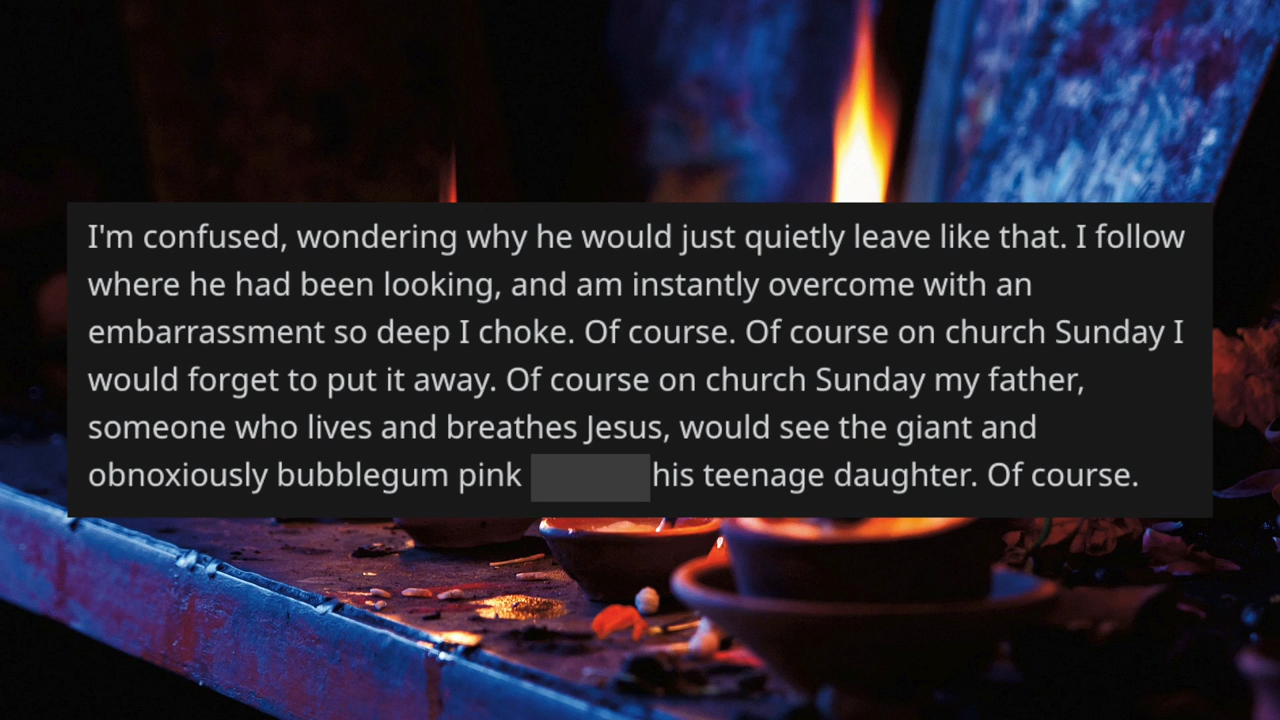 I'm confused, wondering why he would just quietly leave like that. I follow
where he had been looking, and am instantly overcome with an
embarrassment so deep I choke. Of course. Of course on church Sunday I
would forget to put it away. Of course on church Sunday my father,
someone who lives and breathes Jesus, would see the giant and
obnoxiously bubblegum pink his teenage daughter. Of course.